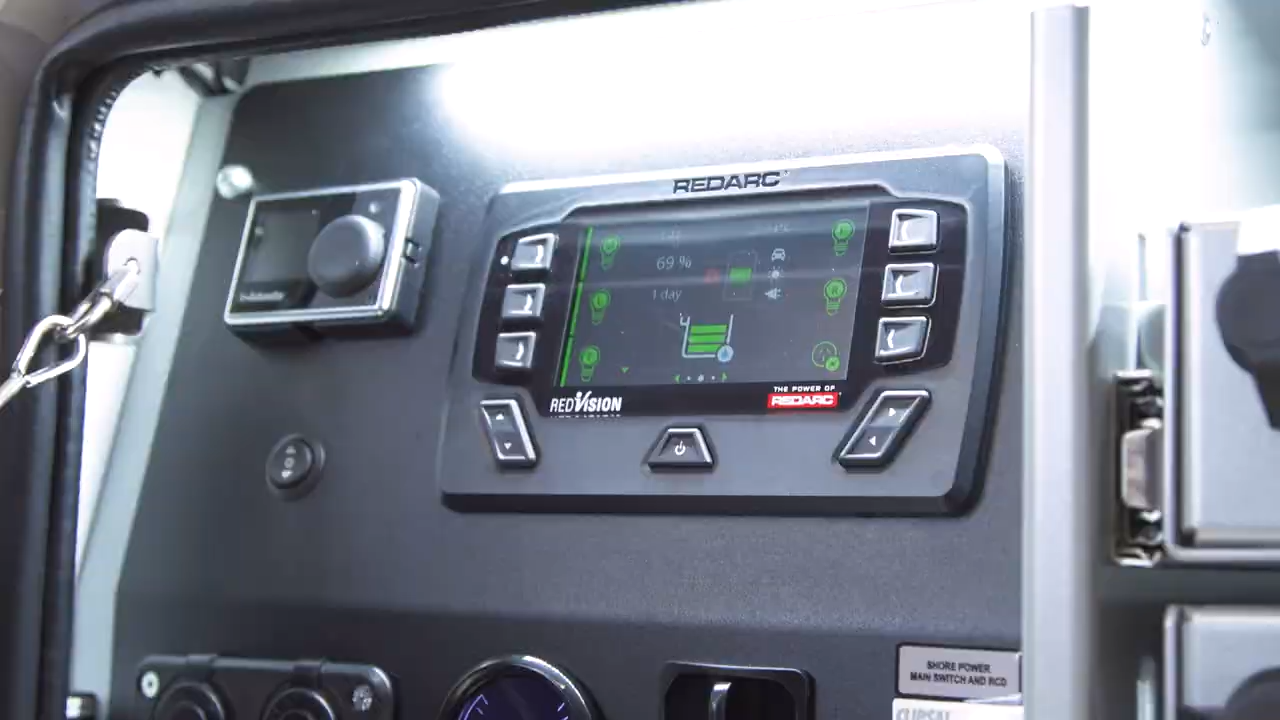 REDARC
69 %
1 day
REDVISION
THE POWER OF
REDARC
SHORE POWER
MAIN SWITCH AND RCD
CLIPSAL